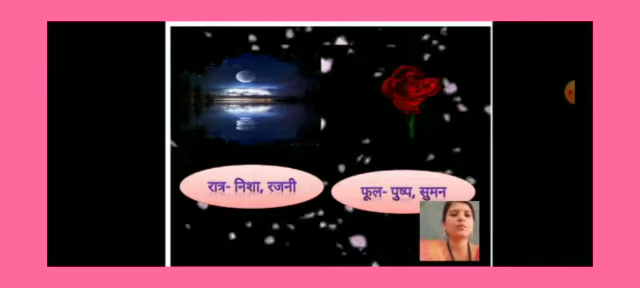 रात्र- निशा, रजनी
फूल- पुष्प, सुमन